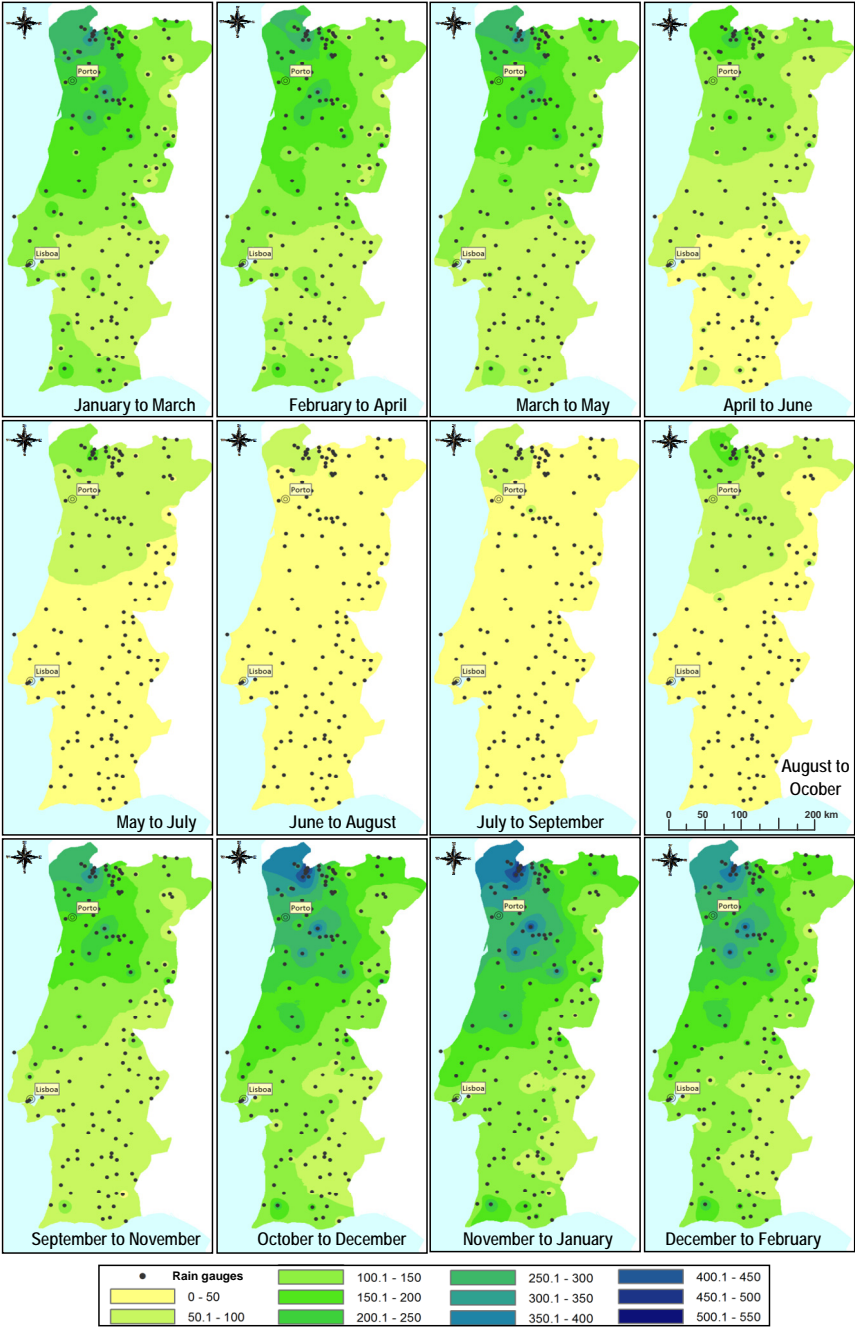 Porto
Lisboa
January to March
Porto
Lisboa
February to April
Porto
Lisboa
March to May
Porto
Lisboa
April to June
Porto
Lisboa
May to July
Porto
Lisboa
June to August
Porto
Lisboa
July to September
Porto
Lisboa
August to
Ocober
0 50 100 200 km
Porto
Lisboa
September to November
Porto
Lisboa
October to December
Porto
Lisboa
November to January
Porto
Lisboa
December to February
Rain gauges
0 - 50
50.1 - 100
100.1 - 150
150.1 - 200
200.1 - 250
250.1 - 300
300.1 - 350
350.1 - 400
400.1 - 450
450.1 - 500
500.1 - 550